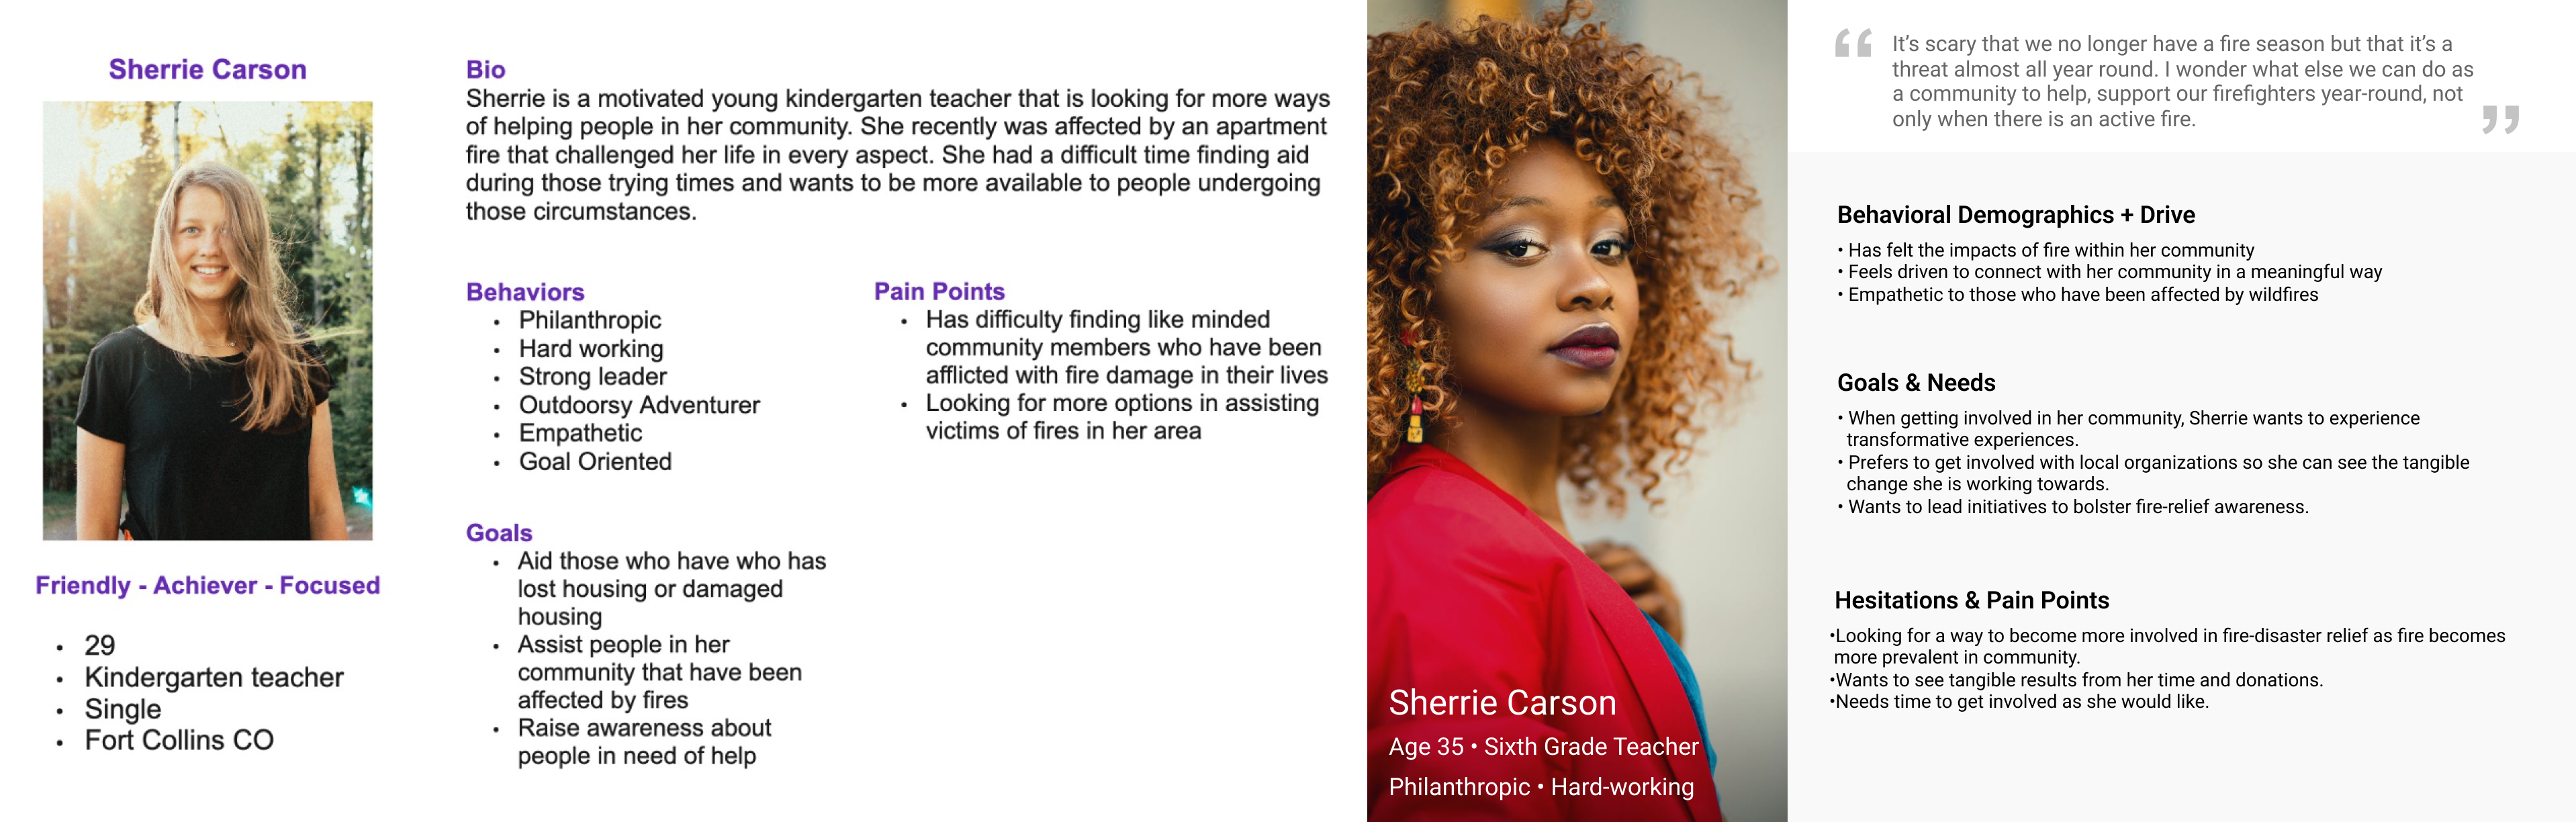 Sherrie Carson
Friendly - Achiever - Focused
• 29
• Kindergarten teacher
• Single
• Fort Collins CO
Bio
Sherrie is a motivated young kindergarten teacher that is looking for more ways
of helping people in her community. She recently was affected by an apartment
fire that challenged her life in every aspect. She had a difficult time finding aid
during those trying times and wants to be more available to people undergoing
those circumstances.
Behaviors
• Philanthropic
• Hard working
• Strong leader
• Outdoorsy Adventurer
• Empathetic
• Goal Oriented
Pain Points
• Has difficulty finding like minded
community members who have been
afflicted with fire damage in their lives
• Looking for more options in assisting
victims of fires in her area
Goals
• Aid those who have who has
lost housing or damaged
housing
• Assist people in her
community that have been
affected by fires
• Raise awareness about
people in need of help
Sherrie Carson
Age 35 • Sixth Grade Teacher
Philanthropic • Hard-working
“ It’s scary that we no longer have a fire season but that it’s a
threat almost all year round. I wonder what else we can do as
a community to help, support our firefighters year-round, not
only when there is an active fire. ”
Behavioral Demographics + Drive
• Has felt the impacts of fire within her community
• Feels driven to connect with her community in a meaningful way
• Empathetic to those who have been affected by wildfires
Goals & Needs
• When getting involved in her community, Sherrie wants to experience
transformative experiences.
• Prefers to get involved with local organizations so she can see the tangible
change she is working towards.
• Wants to lead initiatives to bolster fire-relief awareness.
Hesitations & Pain Points
•Looking for a way to become more involved in fire-disaster relief as fire becomes
more prevalent in community.
•Wants to see tangible results from her time and donations.
•Needs time to get involved as she would like.